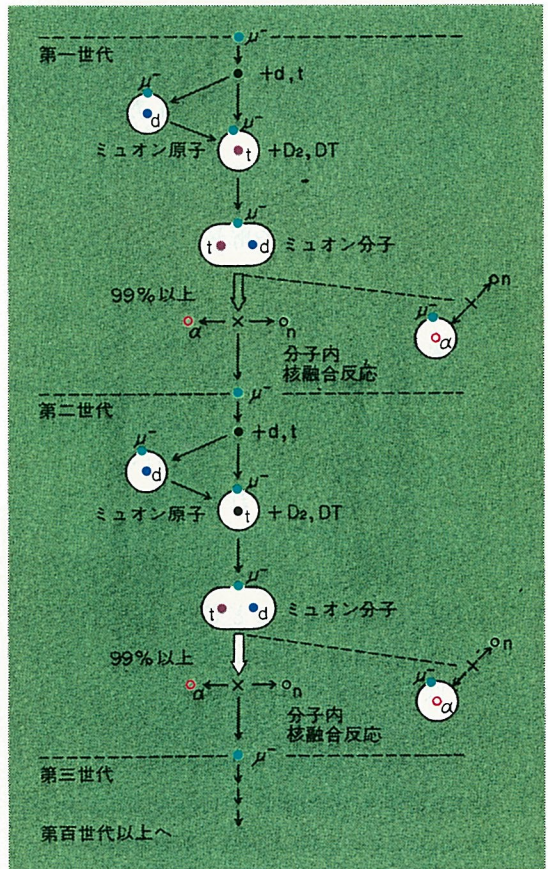 μ⁻
第一世代
+d,t
μ⁻
d
μ⁻
ミュオン原子
t
+D₂,DT
μ⁻
t d
ミュオン分子
99%以上
n
μ⁻
α
α
n
分子内
核融合反応
μ⁻
第二世代
+d,t
μ⁻
d
μ⁻
ミュオン原子
t
+D₂,DT
μ⁻
t d
ミュオン分子
99%以上
n
μ⁻
α
α
n
分子内
核融合反応
μ⁻
第三世代
第百世代以上へ